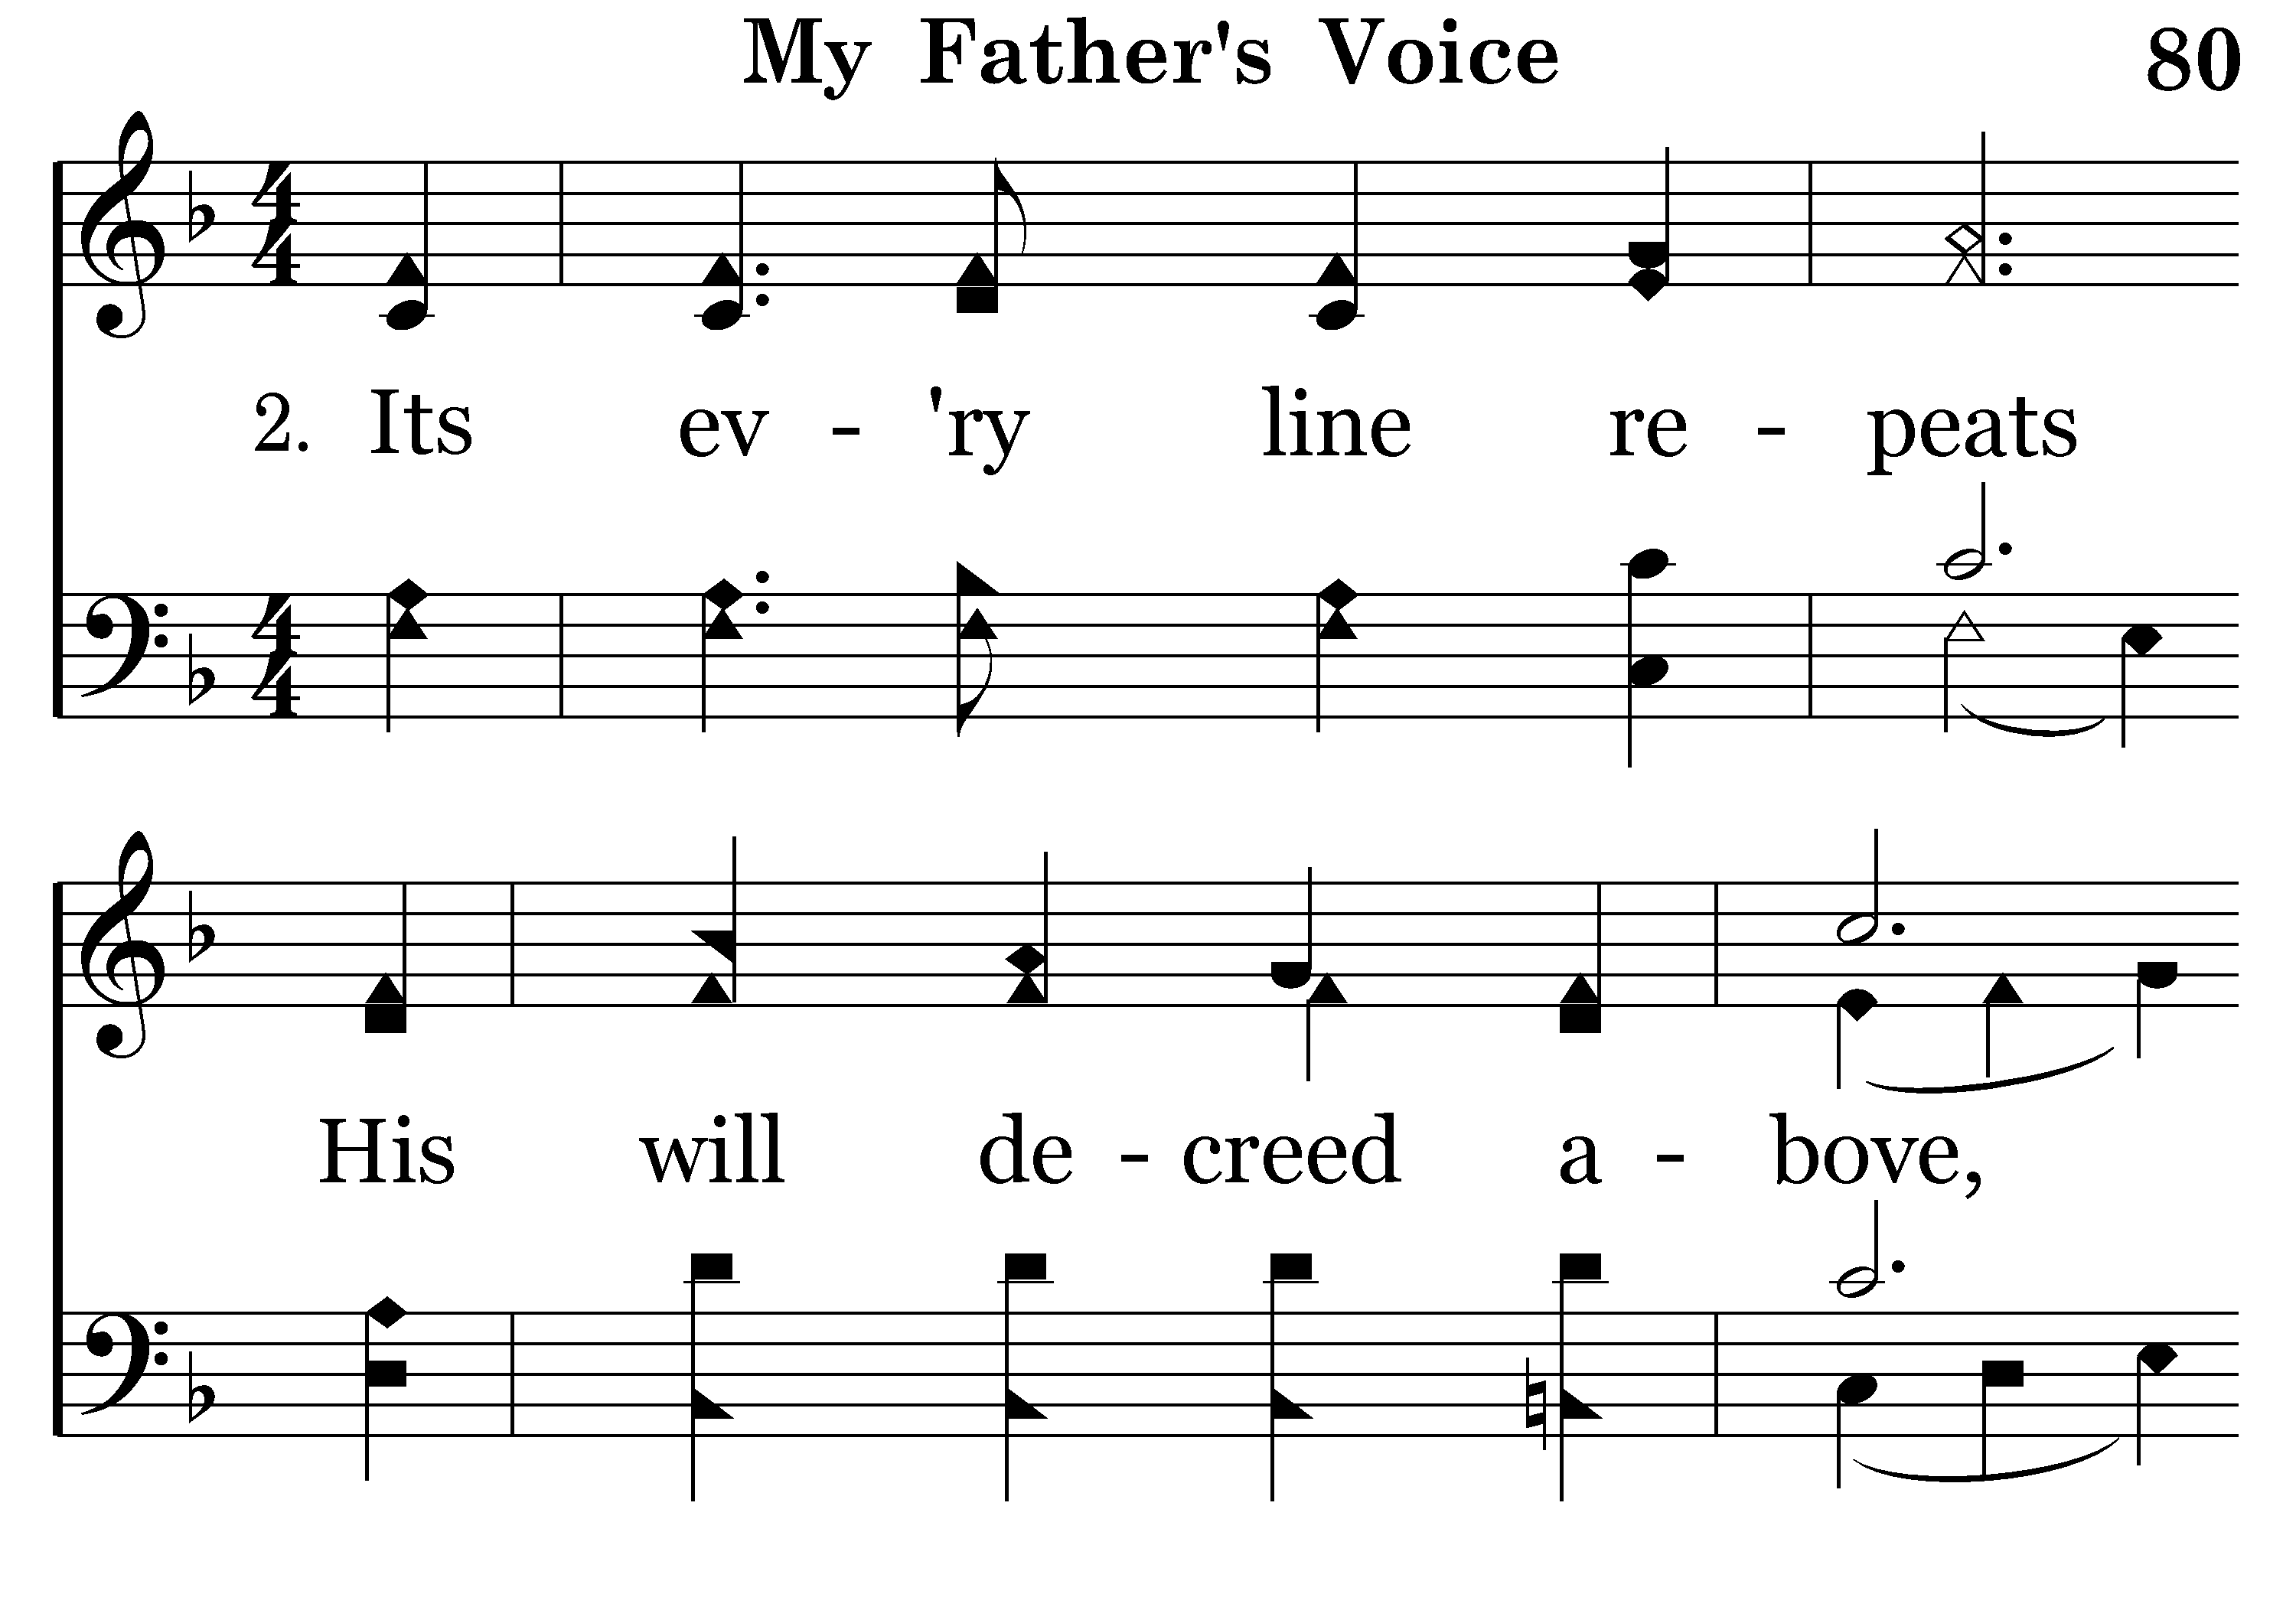 My Father's Voice 80
2. Its ev - 'ry line re - peats
His will de - creed a - bove,